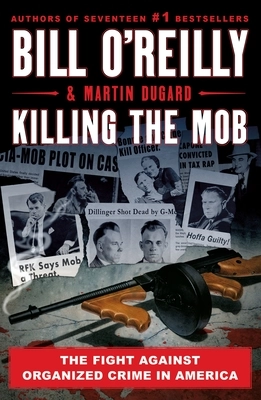 AUTHORS OF SEVENTEEN #1 BESTSELLERS
BILL O'REILLY
& MARTIN DUGARD
KILLING THE MOB
CIA-MOB PLOT ON CAS
Kill Officer.
CONVICTED
IN TAX RAP
Dillinger Shot Dead by G-M
Hoffa Guilty!
RFK Says Mob
a Threat.
THE FIGHT AGAINST
ORGANIZED CRIME IN AMERICA